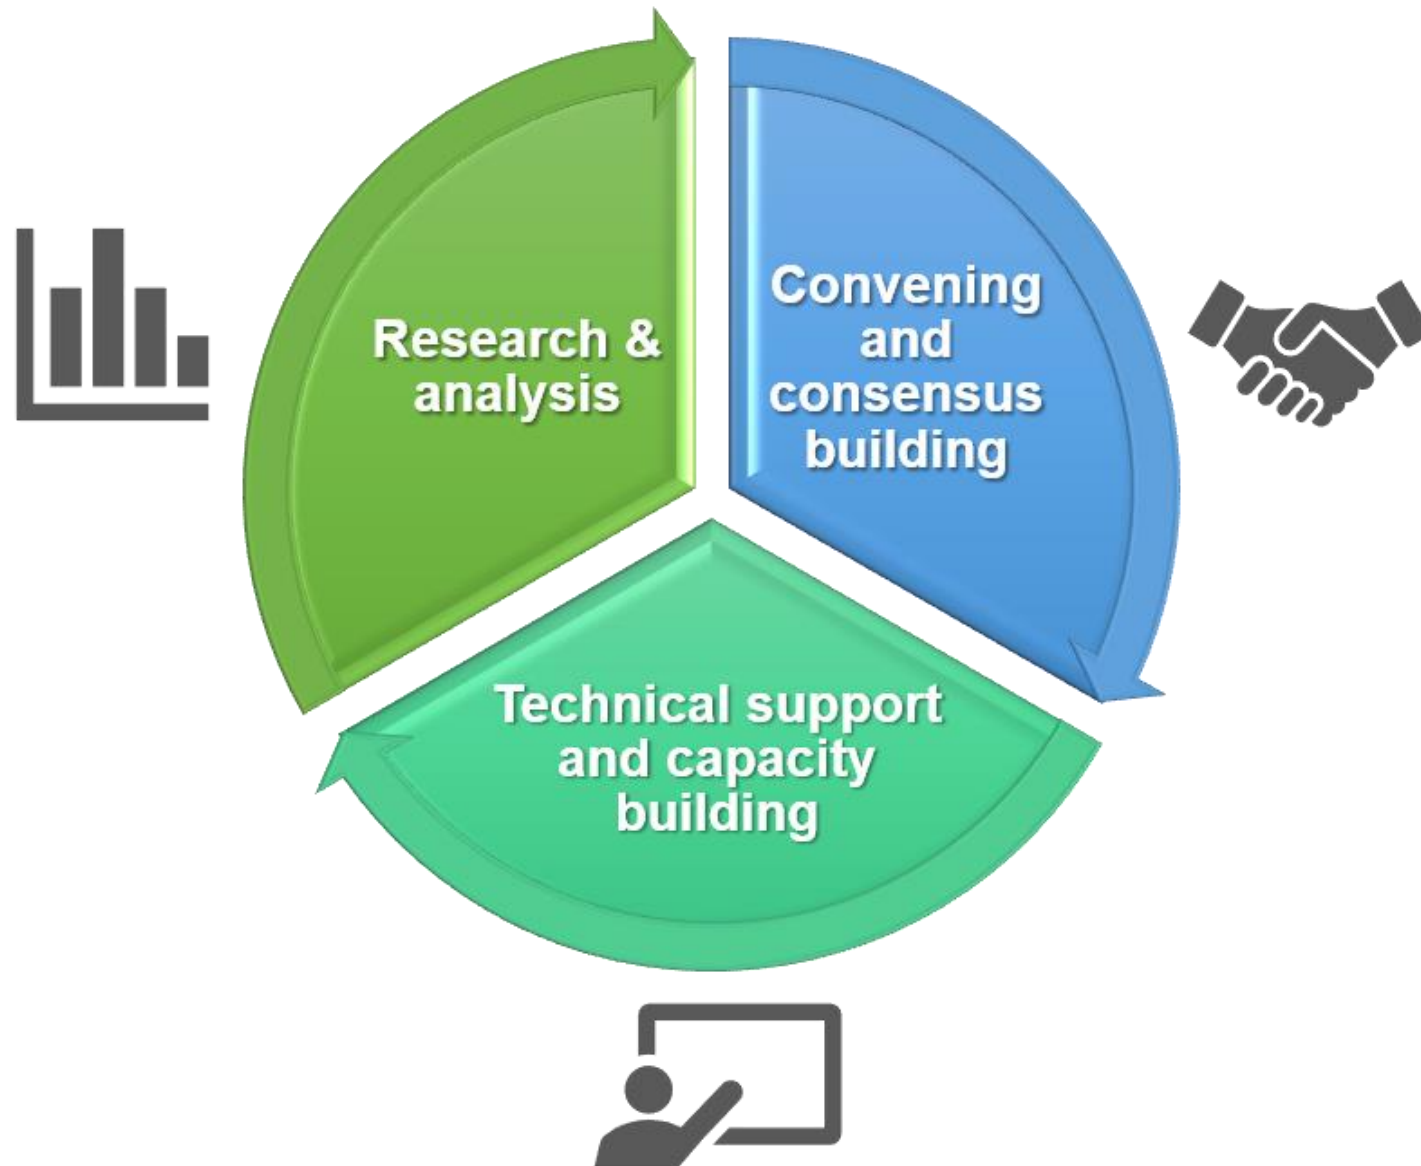 Research &
analysis
Convening
and
consensus
building
Technical support
and capacity
building